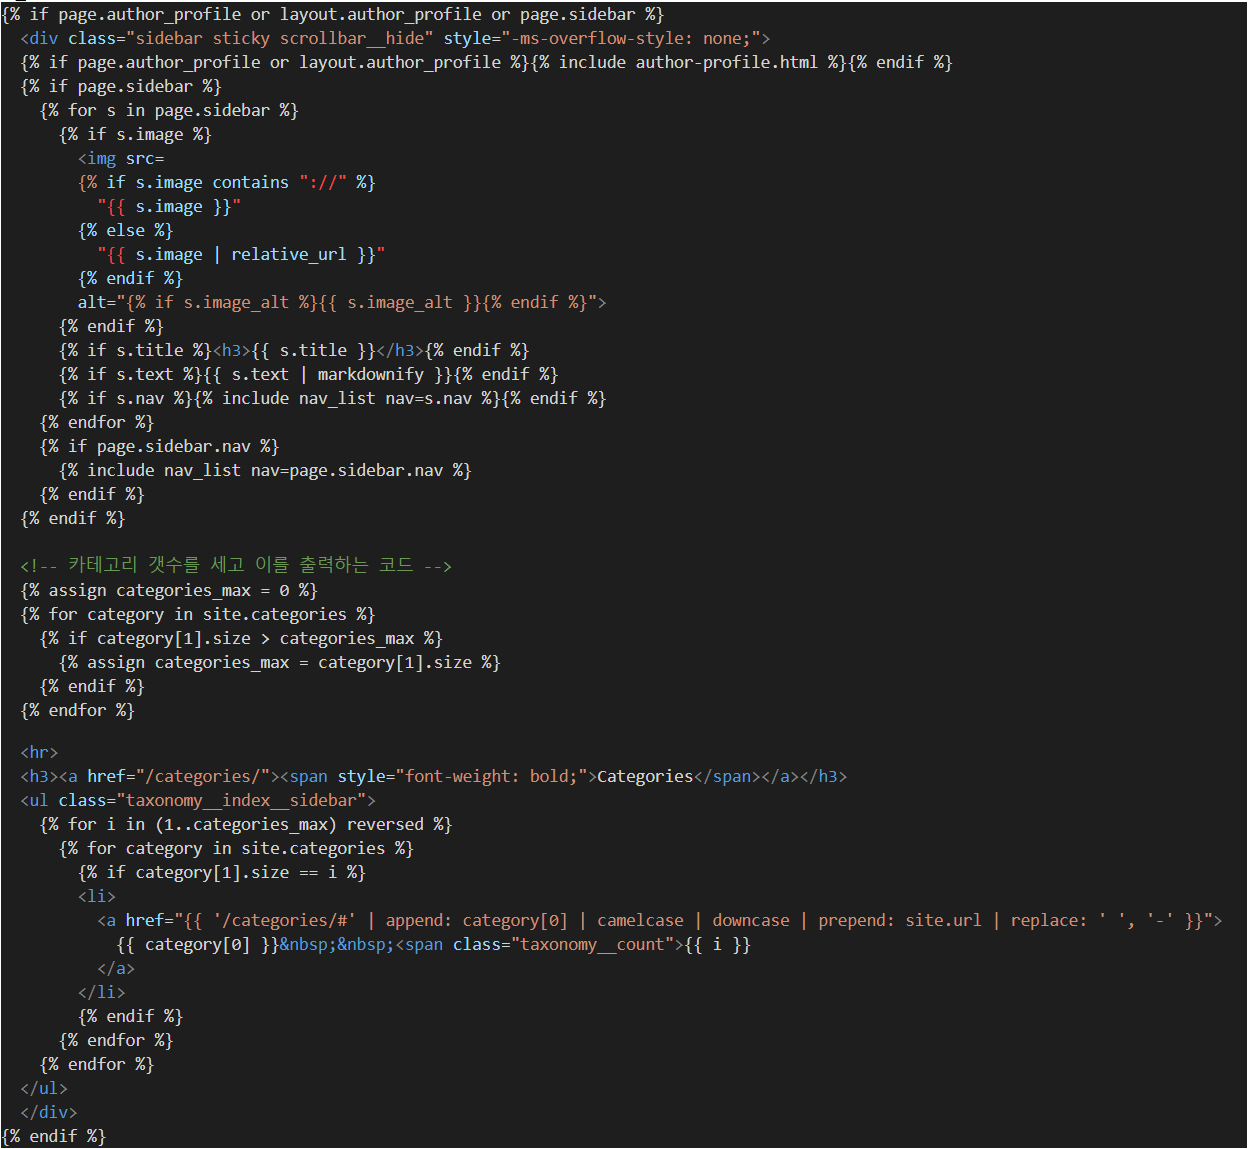 {% if page.author_profile or layout.author_profile or page.sidebar %}
  <div class="sidebar sticky scrollbar__hide" style="-ms-overflow-style: none;">
  {% if page.author_profile or layout.author_profile %}{% include author-profile.html %}{% endif %}
  {% if page.sidebar %}
    {% for s in page.sidebar %}
      {% if s.image %}
        <img src=
        {% if s.image contains "://" %}
          "{{ s.image }}"
        {% else %}
          "{{ s.image | relative_url }}"
        {% endif %}
        alt="{% if s.image_alt %}{{ s.image_alt }}{% endif %}">
      {% endif %}
      {% if s.title %}<h3>{{ s.title }}</h3>{% endif %}
      {% if s.text %}{{ s.text | markdownify }}{% endif %}
      {% if s.nav %}{% include nav_list nav=s.nav %}{% endif %}
    {% endfor %}
    {% if page.sidebar.nav %}
      {% include nav_list nav=page.sidebar.nav %}
    {% endif %}
  {% endif %}

  <!-- 카테고리 갯수를 세고 이를 출력하는 코드 -->
  {% assign categories_max = 0 %}
  {% for category in site.categories %}
    {% if category[1].size > categories_max %}
      {% assign categories_max = category[1].size %}
    {% endif %}
  {% endfor %}

  <hr>
  <h3><a href="/categories/"><span style="font-weight: bold;">Categories</span></a></h3>
  <ul class="taxonomy__index__sidebar">
    {% for i in (1..categories_max) reversed %}
      {% for category in site.categories %}
        {% if category[1].size == i %}
        <li>
          <a href="{{ '/categories/#' | append: category[0] | camelcase | downcase | prepend: site.url | replace: ' ', '-' }}">
            {{ category[0] }}&nbsp;&nbsp;<span class="taxonomy__count">{{ i }}
          </a>
        </li>
        {% endif %}
      {% endfor %}
    {% endfor %}
  </ul>
  </div>
{% endif %}